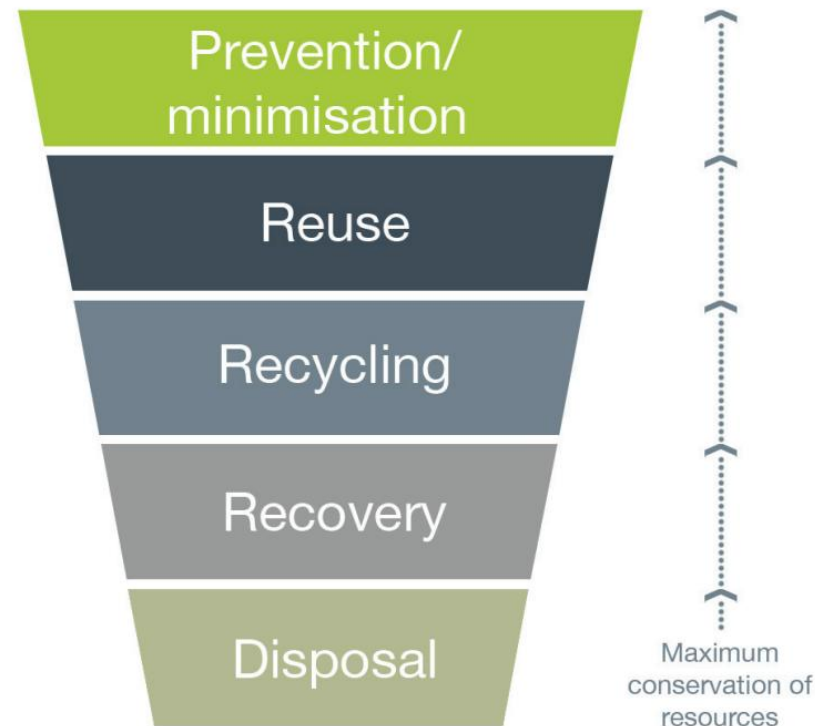 Prevention/
minimisation
Reuse
Recycling
Recovery
Disposal
Maximum
conservation of
resources